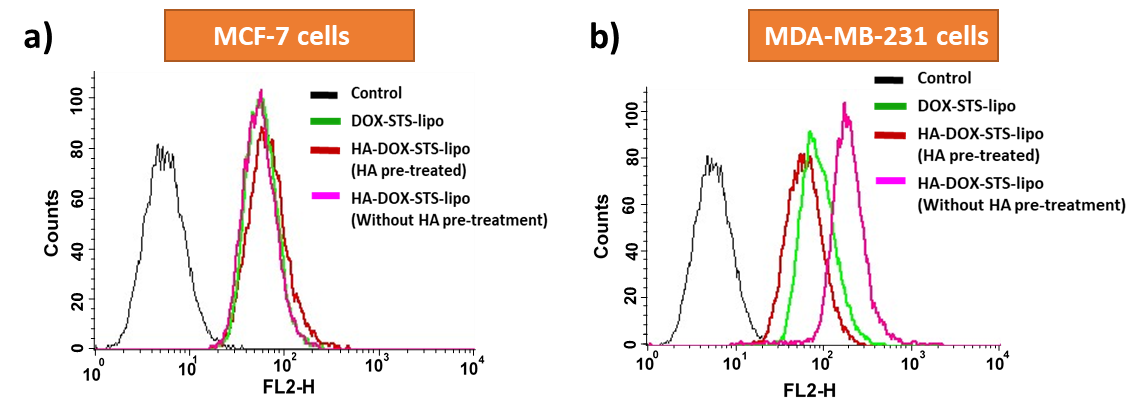 a)
MCF-7 cells
Control
DOX-STS-lipo
HA-DOX-STS-lipo
(HA pre-treated)
HA-DOX-STS-lipo
(Without HA pre-treatment)
Counts
100
80
60
40
20
0
10⁰ 10¹ 10² 10³ 10⁴
FL2-H
b)
MDA-MB-231 cells
Control
DOX-STS-lipo
HA-DOX-STS-lipo
(HA pre-treated)
HA-DOX-STS-lipo
(Without HA pre-treatment)
Counts
100
80
60
40
20
0
10⁰ 10¹ 10² 10³ 10⁴
FL2-H